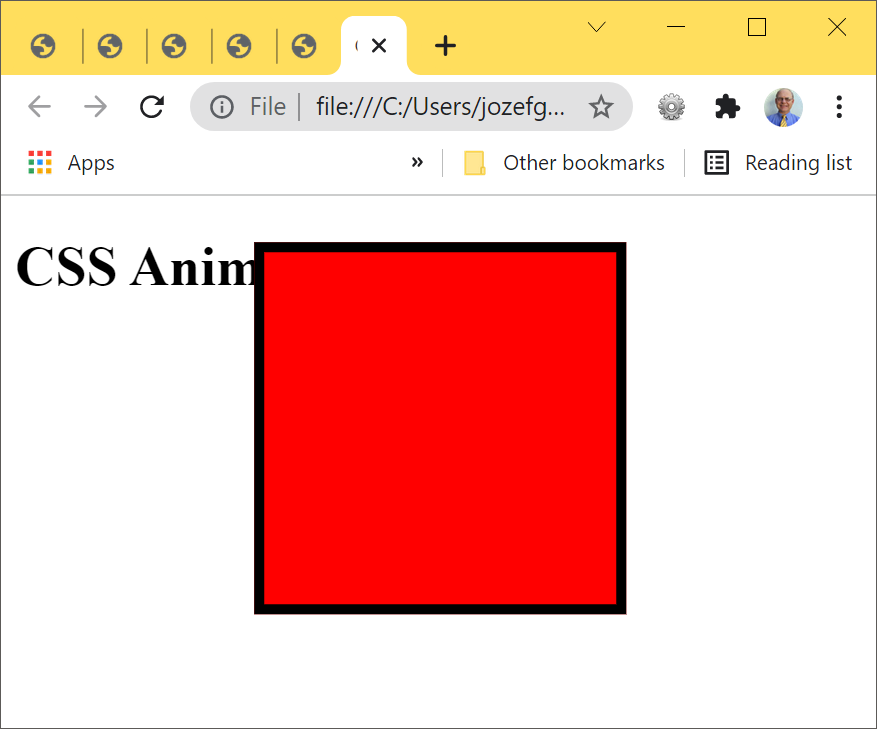 File file:///C:/Users/jozefg...
Apps » Other bookmarks Reading list
CSS Anim